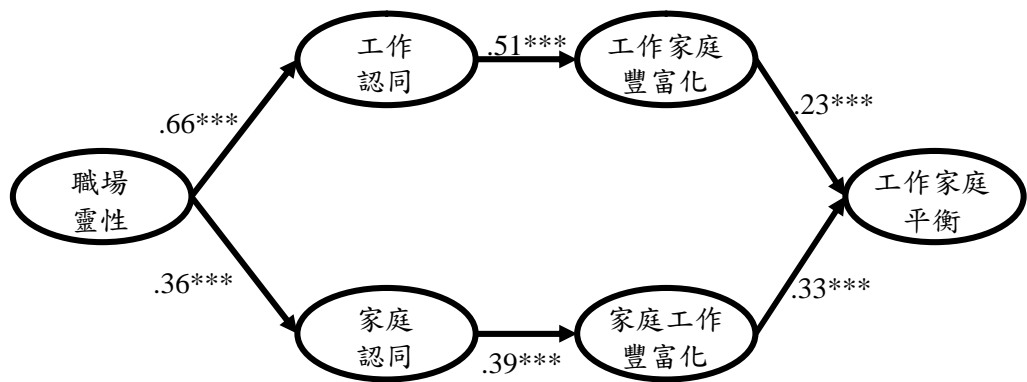 工作
認同
.51***
工作家庭
豐富化
.66***
.23***
職場
靈性
工作家庭
平衡
.36***
.33***
家庭
認同
.39***
家庭工作
豐富化